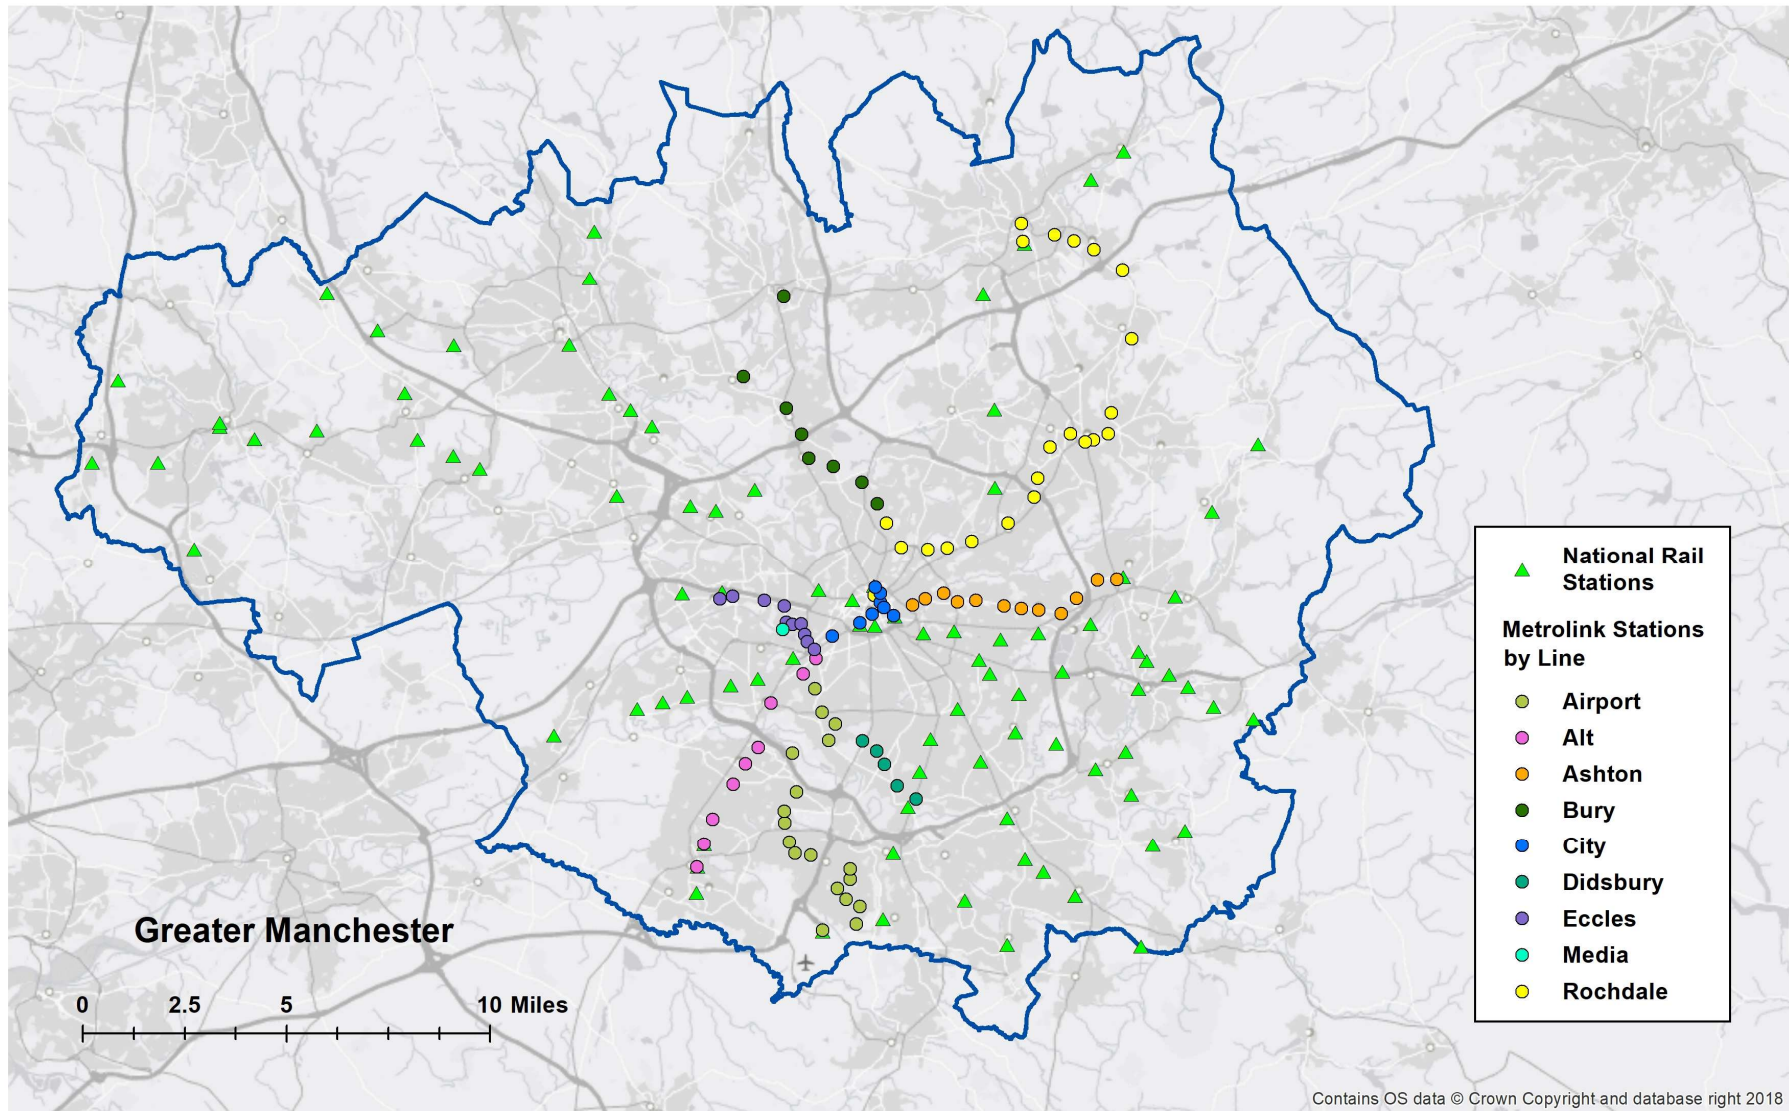 National Rail
Stations
Metrolink Stations
by Line
Airport
Alt
Ashton
Bury
City
Didsbury
Eccles
Media
Rochdale
Greater Manchester
0 2.5 5 10 Miles
Contains OS data © Crown Copyright and database right 2018